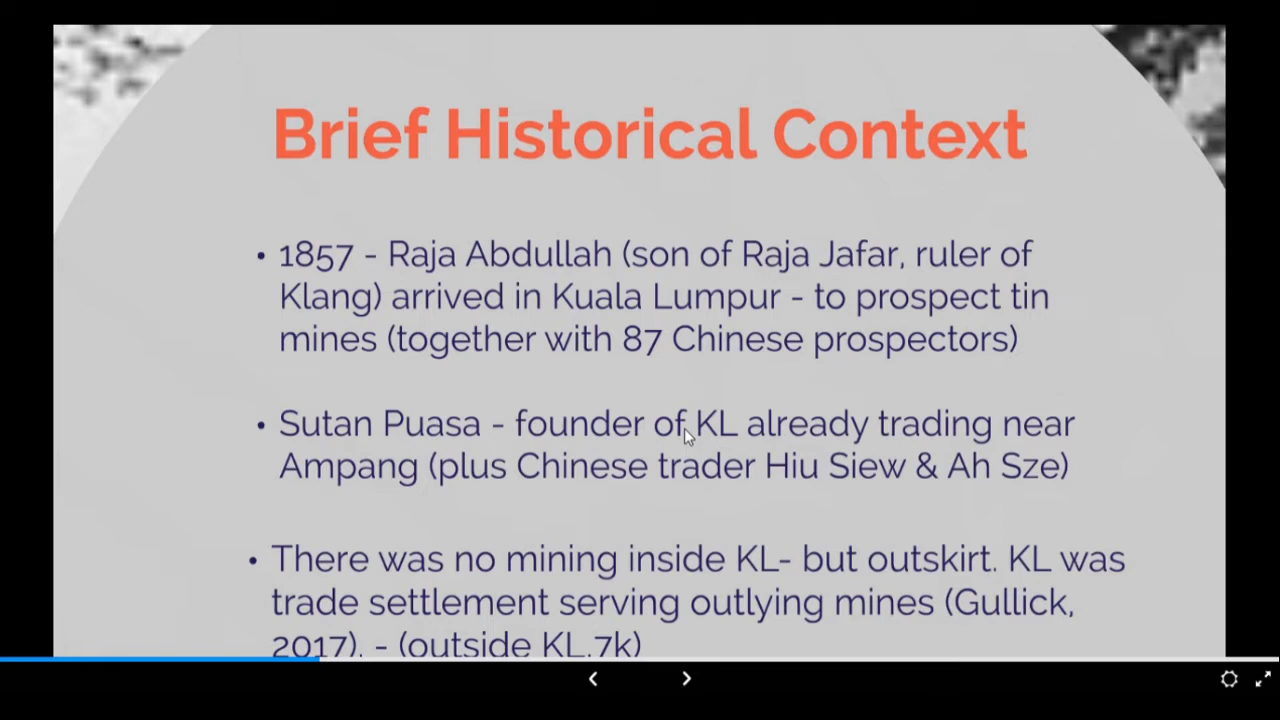 Brief Historical Context
• 1857 - Raja Abdullah (son of Raja Jafar, ruler of
Klang) arrived in Kuala Lumpur - to prospect tin
mines (together with 87 Chinese prospectors)
• Sutan Puasa - founder of KL already trading near
Ampang (plus Chinese trader Hiu Siew & Ah Sze)
• There was no mining inside KL- but outskirt. KL was
trade settlement serving outlying mines (Gullick,
2017). - (outside KL.7k)